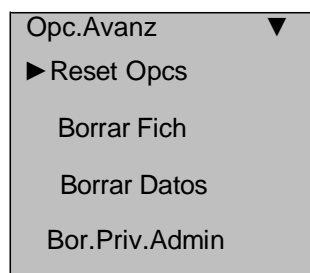 Opc.Avanz ▼
►Reset Opcs
Borrar Fich
Borrar Datos
Bor.Priv.Admin